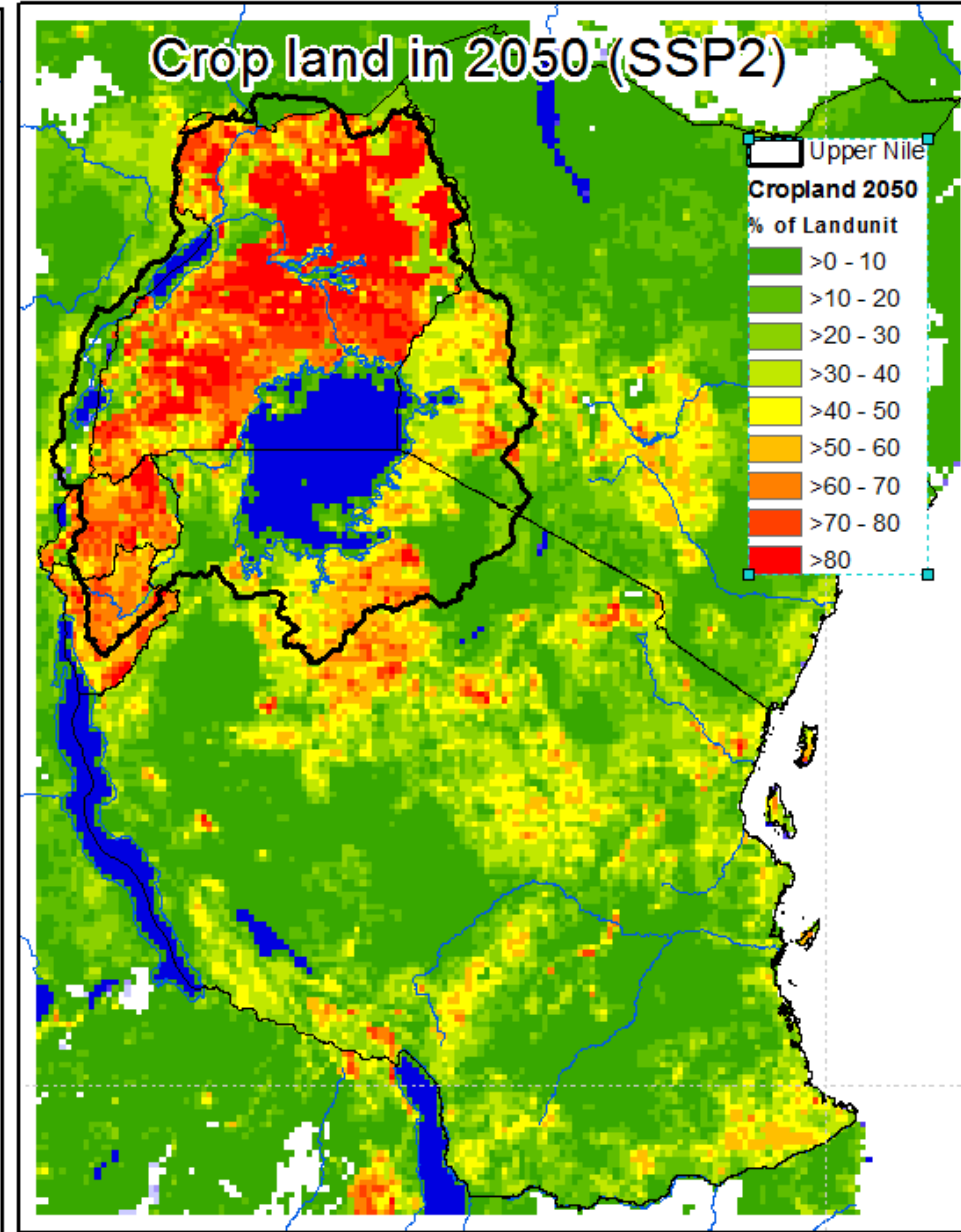 Crop land in 2050 (SSP2)
Upper Nile
Cropland 2050
% of Landunit
>0 - 10
>10 - 20
>20 - 30
>30 - 40
>40 - 50
>50 - 60
>60 - 70
>70 - 80
>80